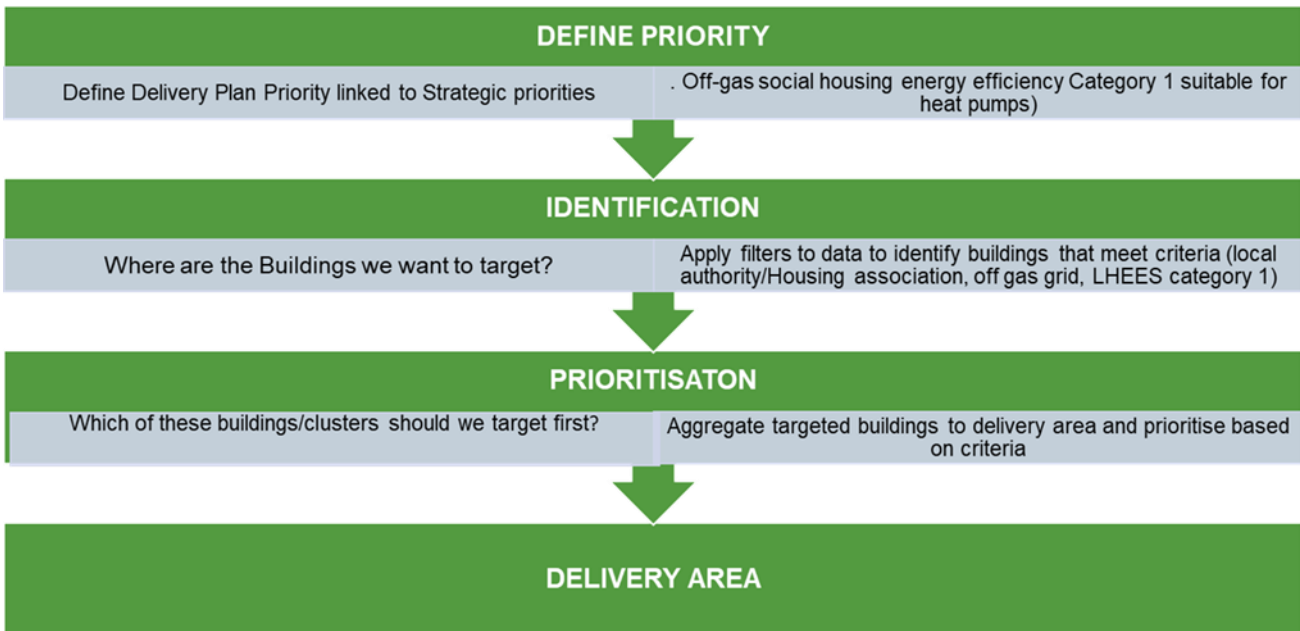 DEFINE PRIORITY
Define Delivery Plan Priority linked to Strategic priorities
. Off-gas social housing energy efficiency Category 1 suitable for
heat pumps)
IDENTIFICATION
Where are the Buildings we want to target?
Apply filters to data to identify buildings that meet criteria (local
authority/Housing association, off gas grid, LHEES category 1)
PRIORITISATON
Which of these buildings/clusters should we target first?
Aggregate targeted buildings to delivery area and prioritise based
on criteria
DELIVERY AREA